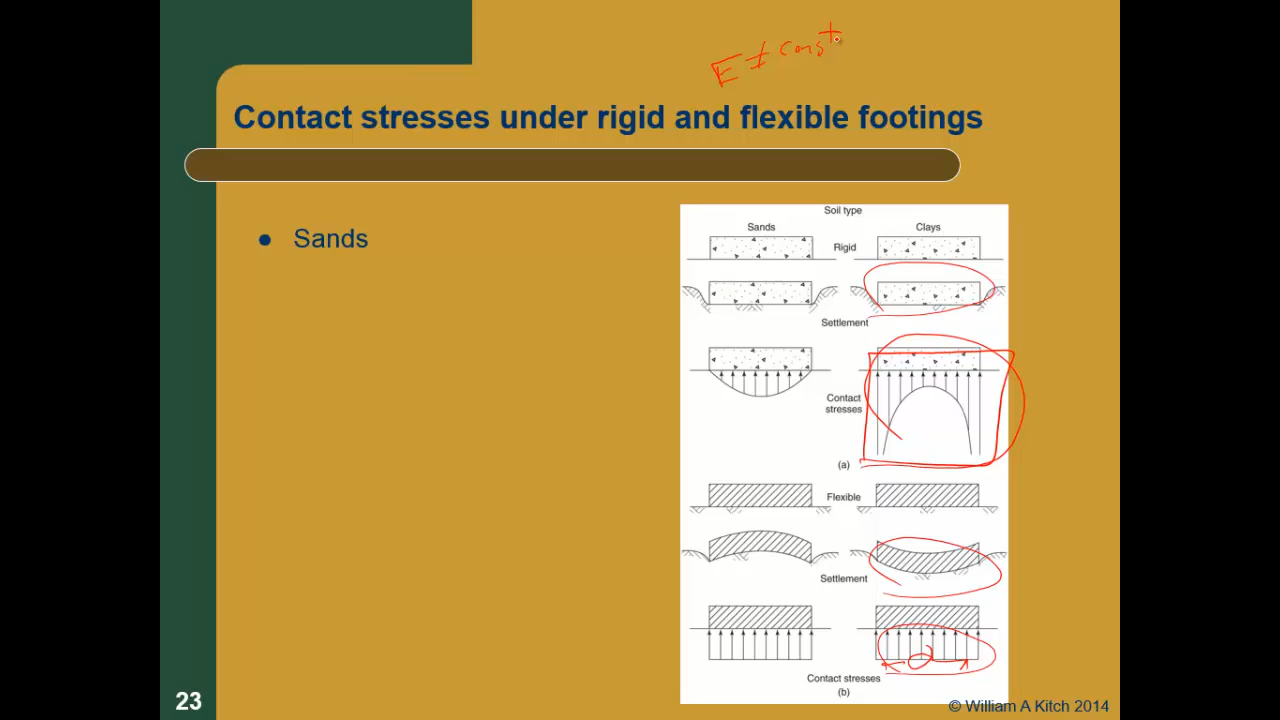 E ≠ const
Contact stresses under rigid and flexible footings
● Sands
Soil type
Sands
Clays
Rigid
Settlement
Contact
stresses
(a)
Flexible
Settlement
Contact stresses
(b)
23
© William A Kitch 2014